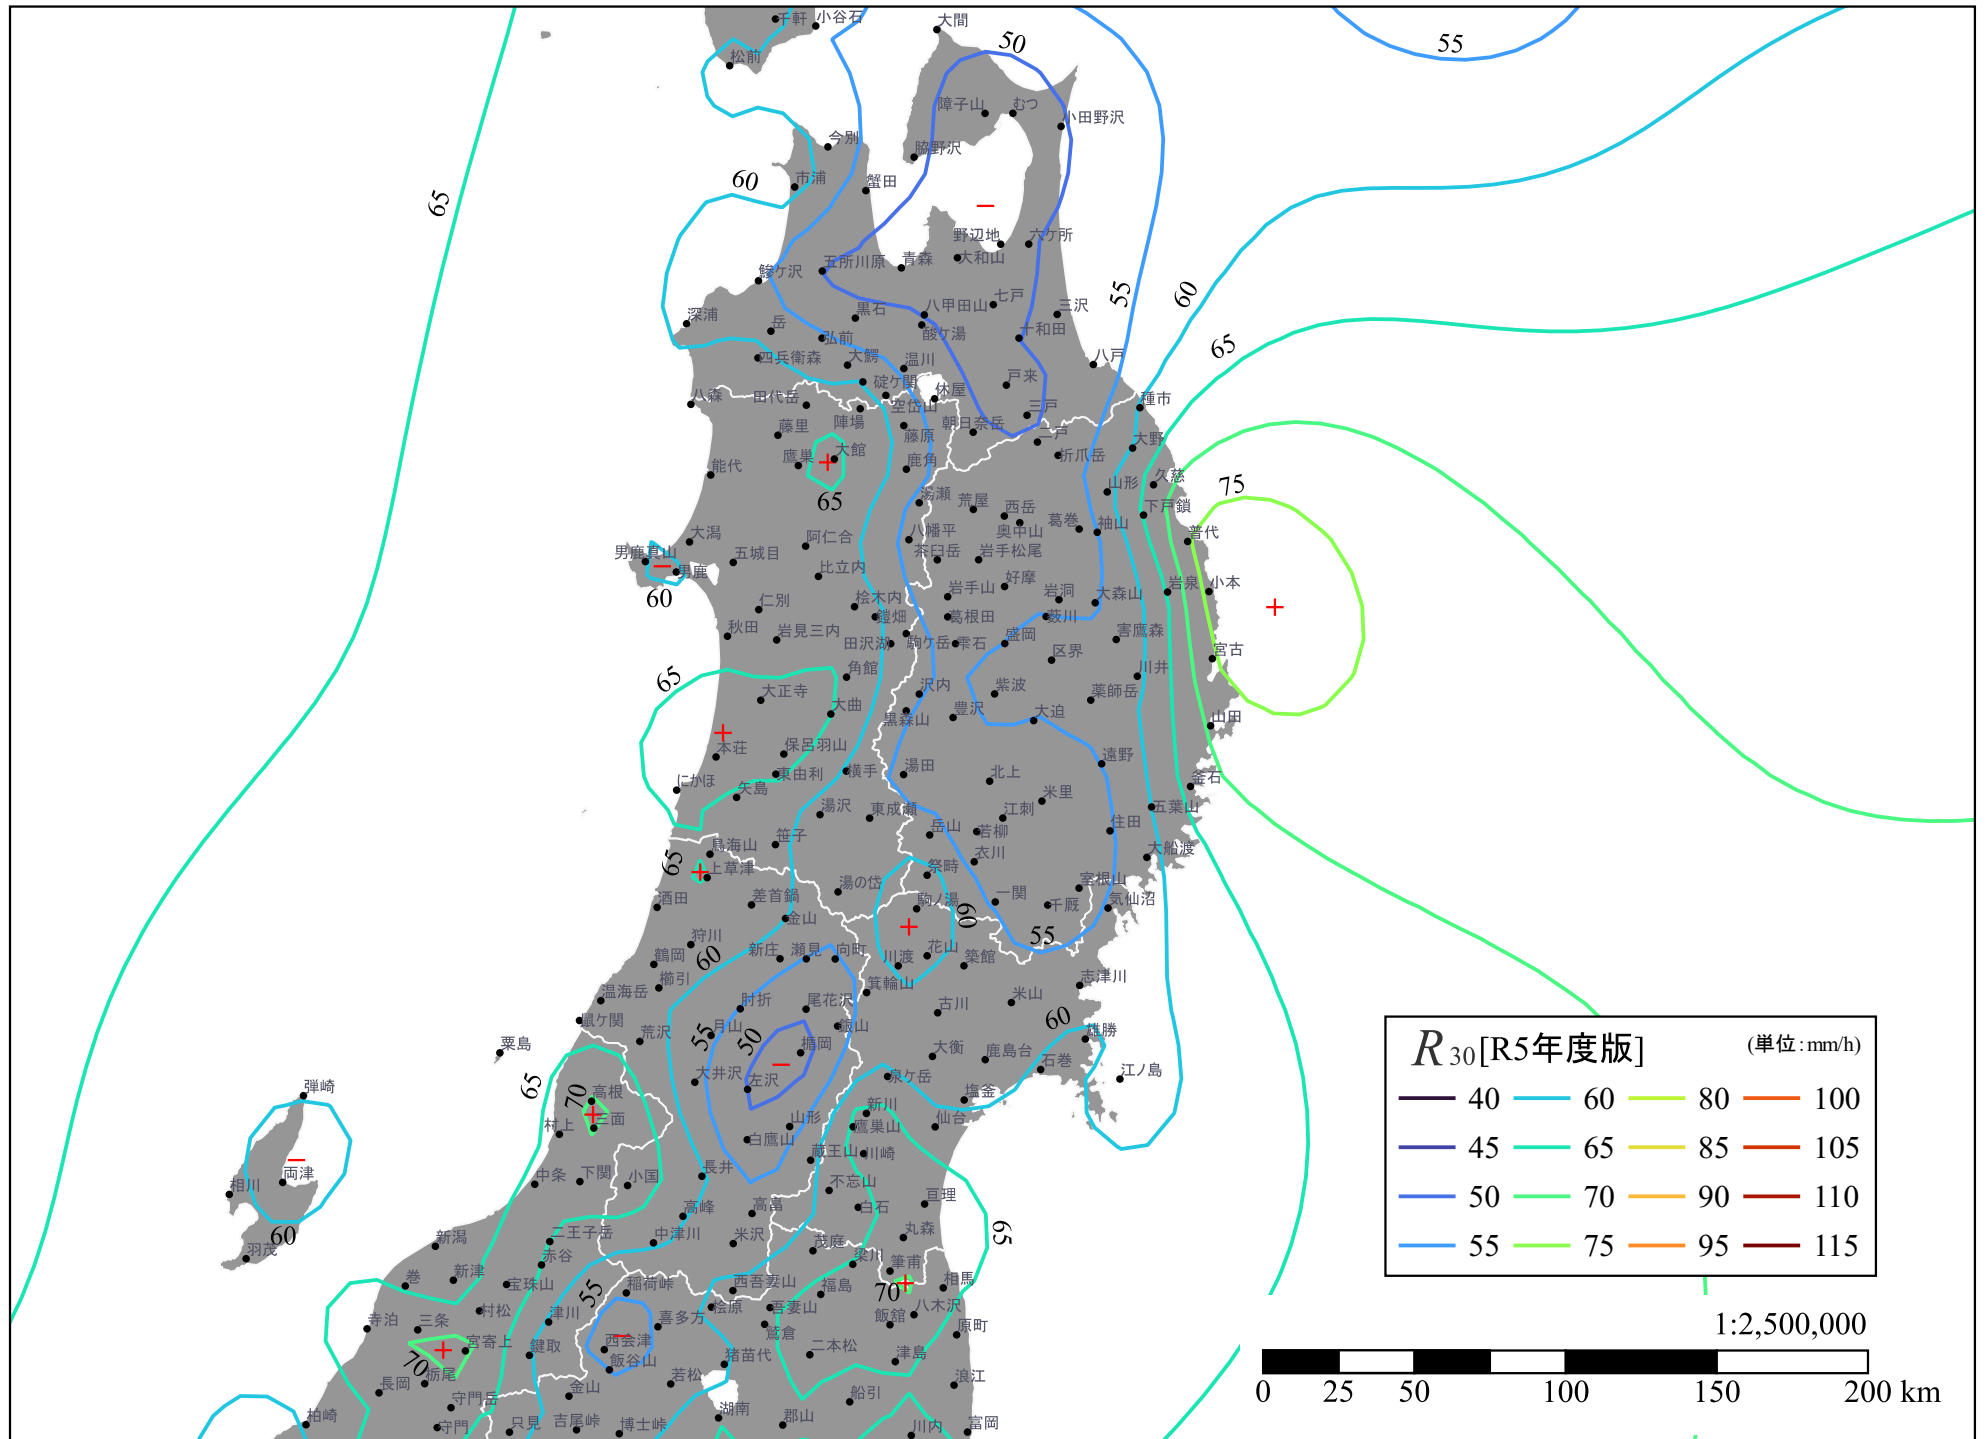 千軒
小谷石
大間
松前
50
55
障子山
むつ
小田野沢
今別
脇野沢
60
市浦
蟹田
65
野辺地
六ケ所
鰺ケ沢
五所川原
青森
大和山
55
60
七戸
深浦
岳
黒石
八甲田山
三沢
弘前
酸ケ湯
十和田
65
四兵衛森
大鰐
温川
八戸
碇ケ関
戸来
休屋
八森
田代岳
空岱山
三戸
種市
藤里
陣場
藤原
朝日奈岳
二戸
大野
鷹巣
大館
鹿角
折爪岳
能代
65
湯瀬
荒屋
西岳
山形
久慈
75
奥中山
葛巻
袖山
下戸鎖
大潟
阿仁合
八幡平
普代
男鹿真山
五城目
茶臼岳
岩手松尾
男鹿
比立内
岩手山
好摩
岩洞
大森山
岩泉
小本
60
仁別
桧木内
鎧畑
葛根田
薮川
秋田
岩見三内
田沢湖
駒ケ岳
雫石
盛岡
害鷹森
区界
宮古
65
角館
川井
大正寺
沢内
紫波
薬師岳
大曲
黒森山
豊沢
大迫
山田
本荘
保呂羽山
遠野
にかほ
東由利
横手
湯田
北上
釜石
矢島
米里
湯沢
東成瀬
江刺
五葉山
岳山
若柳
住田
笹子
鳥海山
衣川
大船渡
65
上草津
祭畤
湯の岱
室根山
酒田
差首鍋
駒ノ湯
一関
千厩
気仙沼
金山
60
狩川
55
鶴岡
60
新庄
瀬見
向町
川渡
花山
築館
櫛引
志津川
温海岳
肘折
尾花沢
箕輪山
古川
米山
鼠ケ関
荒沢
月山
銀山
60
雄勝
粟島
55
50
楯岡
大衡
鹿島台
石巻
65
大井沢
左沢
泉ケ岳
江ノ島
弾崎
70
高根
塩釜
村上
三面
山形
新川
仙台
白鷹山
鷹巣山
両津
蔵王山
川崎
相川
中条
下関
小国
長井
不忘山
高峰
高畠
白石
亘理
60
二王子岳
中津川
米沢
丸森
65
羽茂
新潟
茂庭
赤谷
梁川
筆甫
巻
新津
宝珠山
稲荷峠
西吾妻山
福島
相馬
55
70
寺泊
三条
村松
津川
喜多方
桧原
吾妻山
飯舘
八木沢
宮寄上
西会津
鷲倉
原町
鍵取
飯谷山
二本松
津島
70
栃尾
猪苗代
長岡
金山
若松
船引
浪江
守門岳
柏崎
守門
只見
吉尾峠
博士峠
湖南
郡山
川内
富岡
R30[R5年度版] (単位:mm/h)
40 60 80 100
45 65 85 105
50 70 90 110
55 75 95 115
1:2,500,000
0 25 50 100 150 200 km